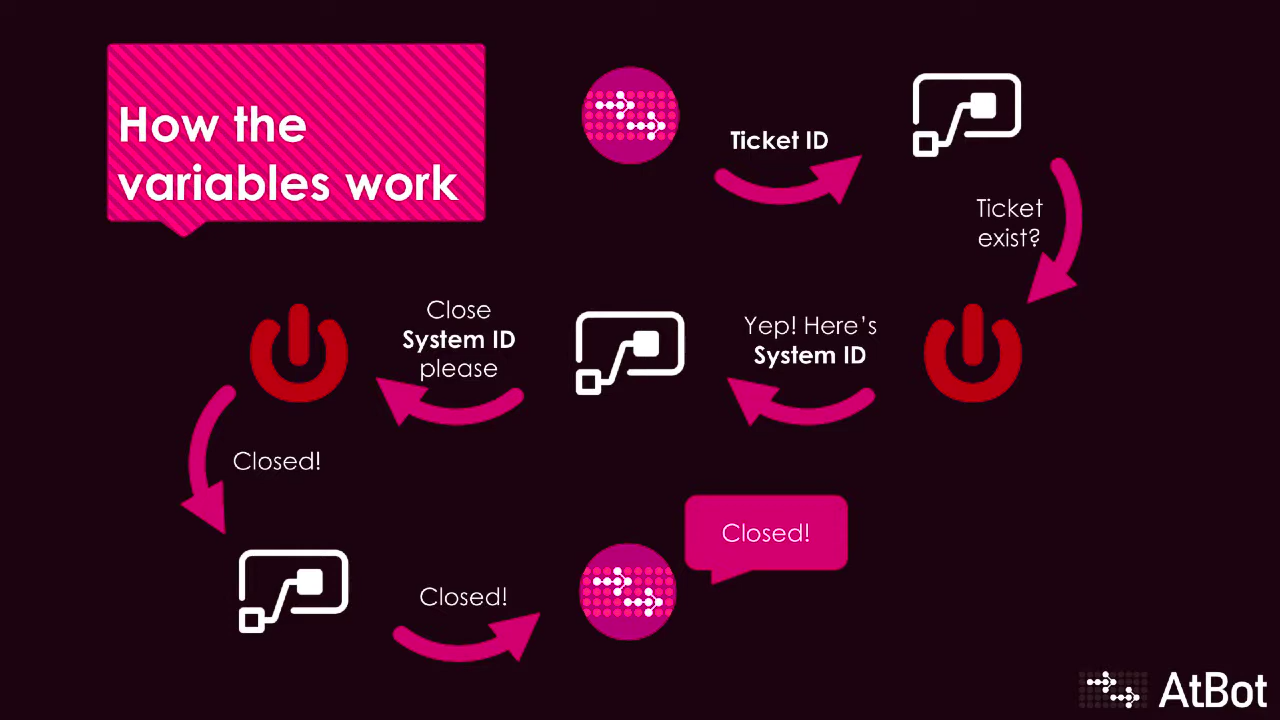 How the
variables work
Ticket ID
Ticket
exist?
Yep! Here’s
System ID
Close
System ID
please
Closed!
Closed!
Closed!
AtBot